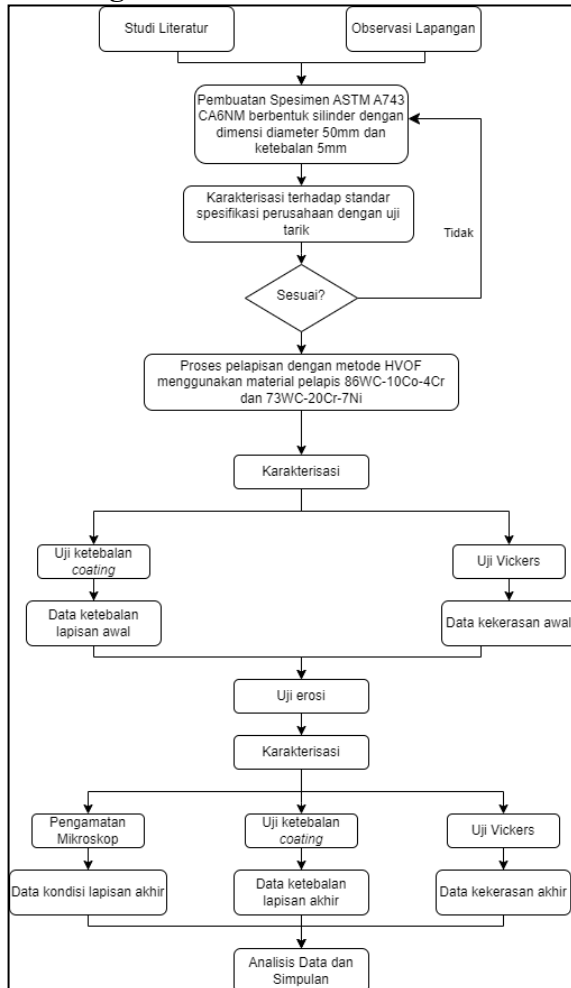 Studi Literatur
Observasi Lapangan
Pembuatan Spesimen ASTM A743
CA6NM berbentuk silinder dengan
dimensi diameter 50mm dan
ketebalan 5mm
Karakterisasi terhadap standar
spesifikasi perusahaan dengan uji
tarik
Tidak
Sesuai?
Proses pelapisan dengan metode HVOF
menggunakan material pelapis 86WC-10Co-4Cr
dan 73WC-20Cr-7Ni
Karakterisasi
Uji ketebalan
coating
Uji Vickers
Data ketebalan
lapisan awal
Data kekerasan awal
Uji erosi
Karakterisasi
Pengamatan
Mikroskop
Uji ketebalan
coating
Uji Vickers
Data kondisi lapisan akhir
Data ketebalan
lapisan akhir
Data kekerasan akhir
Analisis Data dan
Simpulan